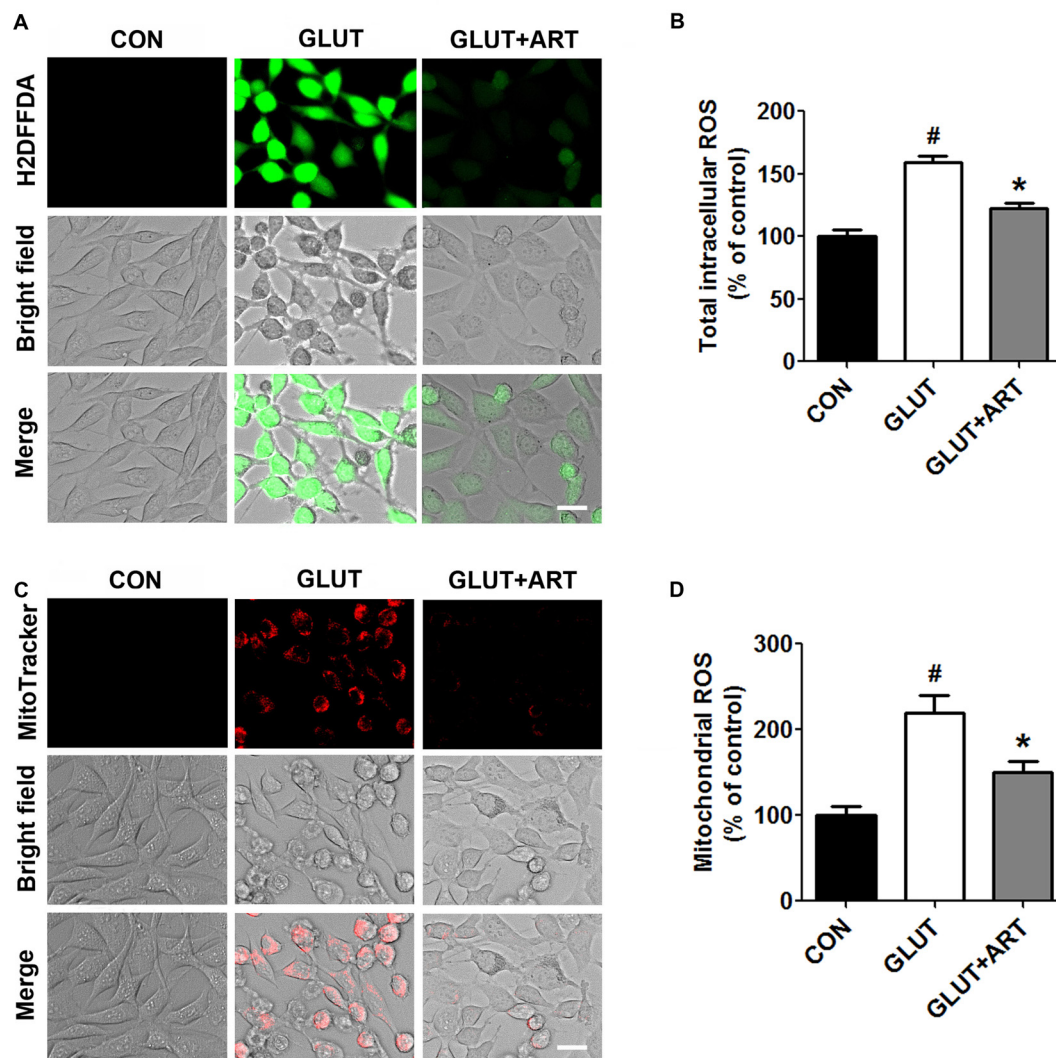 A
CON
GLUT
GLUT+ART
H2DFFDA
Bright field
Merge
B
Total intracellular ROS
(% of control)
200
150
100
50
0
#
*
CON
GLUT
GLUT+ART
C
CON
GLUT
GLUT+ART
MitoTracker
Bright field
Merge
D
Mitochondrial ROS
(% of control)
300
200
100
0
#
*
CON
GLUT
GLUT+ART